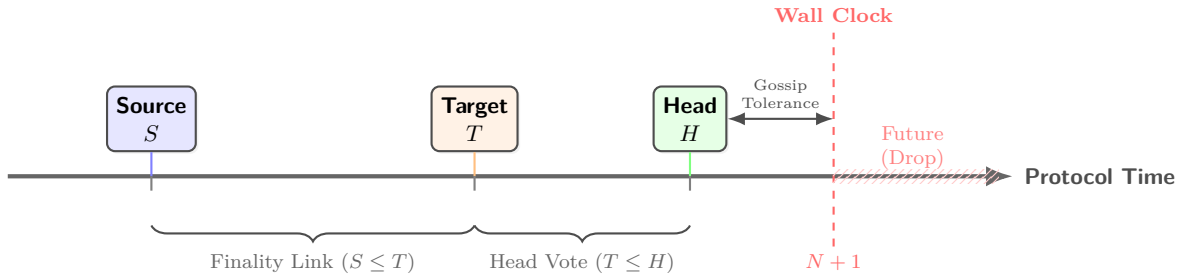 Wall Clock
Gossip
Tolerance
Source
S
Target
T
Head
H
Future
(Drop)
Protocol Time
Finality Link (S ≤ T)
Head Vote (T ≤ H)
N + 1